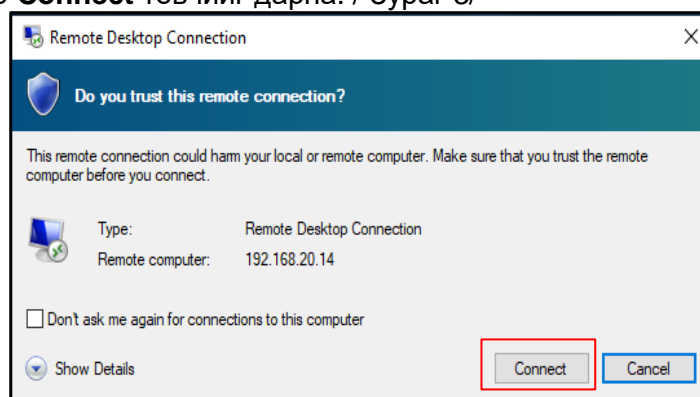 Connect товчийг дарна.
Remote Desktop Connection
Do you trust this remote connection?
This remote connection could harm your local or remote computer. Make sure that you trust the remote
computer before you connect.
Type: Remote Desktop Connection
Remote computer: 192.168.20.14
Don't ask me again for connections to this computer
Show Details
Connect Cancel